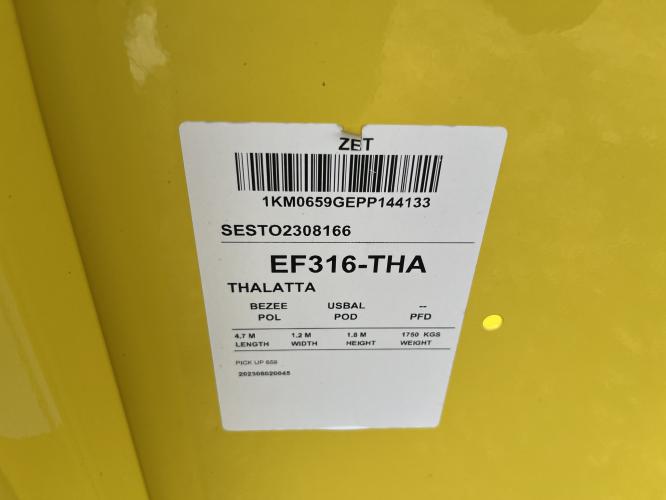 ZET
1KM0659GEPP144133
SESTO2308166
EF316-THA
THALATTA
BEZEE USBAL --
POL POD PFD
4.7 M 1.2 M 1.8 M 1750 KGS
LENGTH WIDTH HEIGHT WEIGHT
PICK UP 659
202308020045